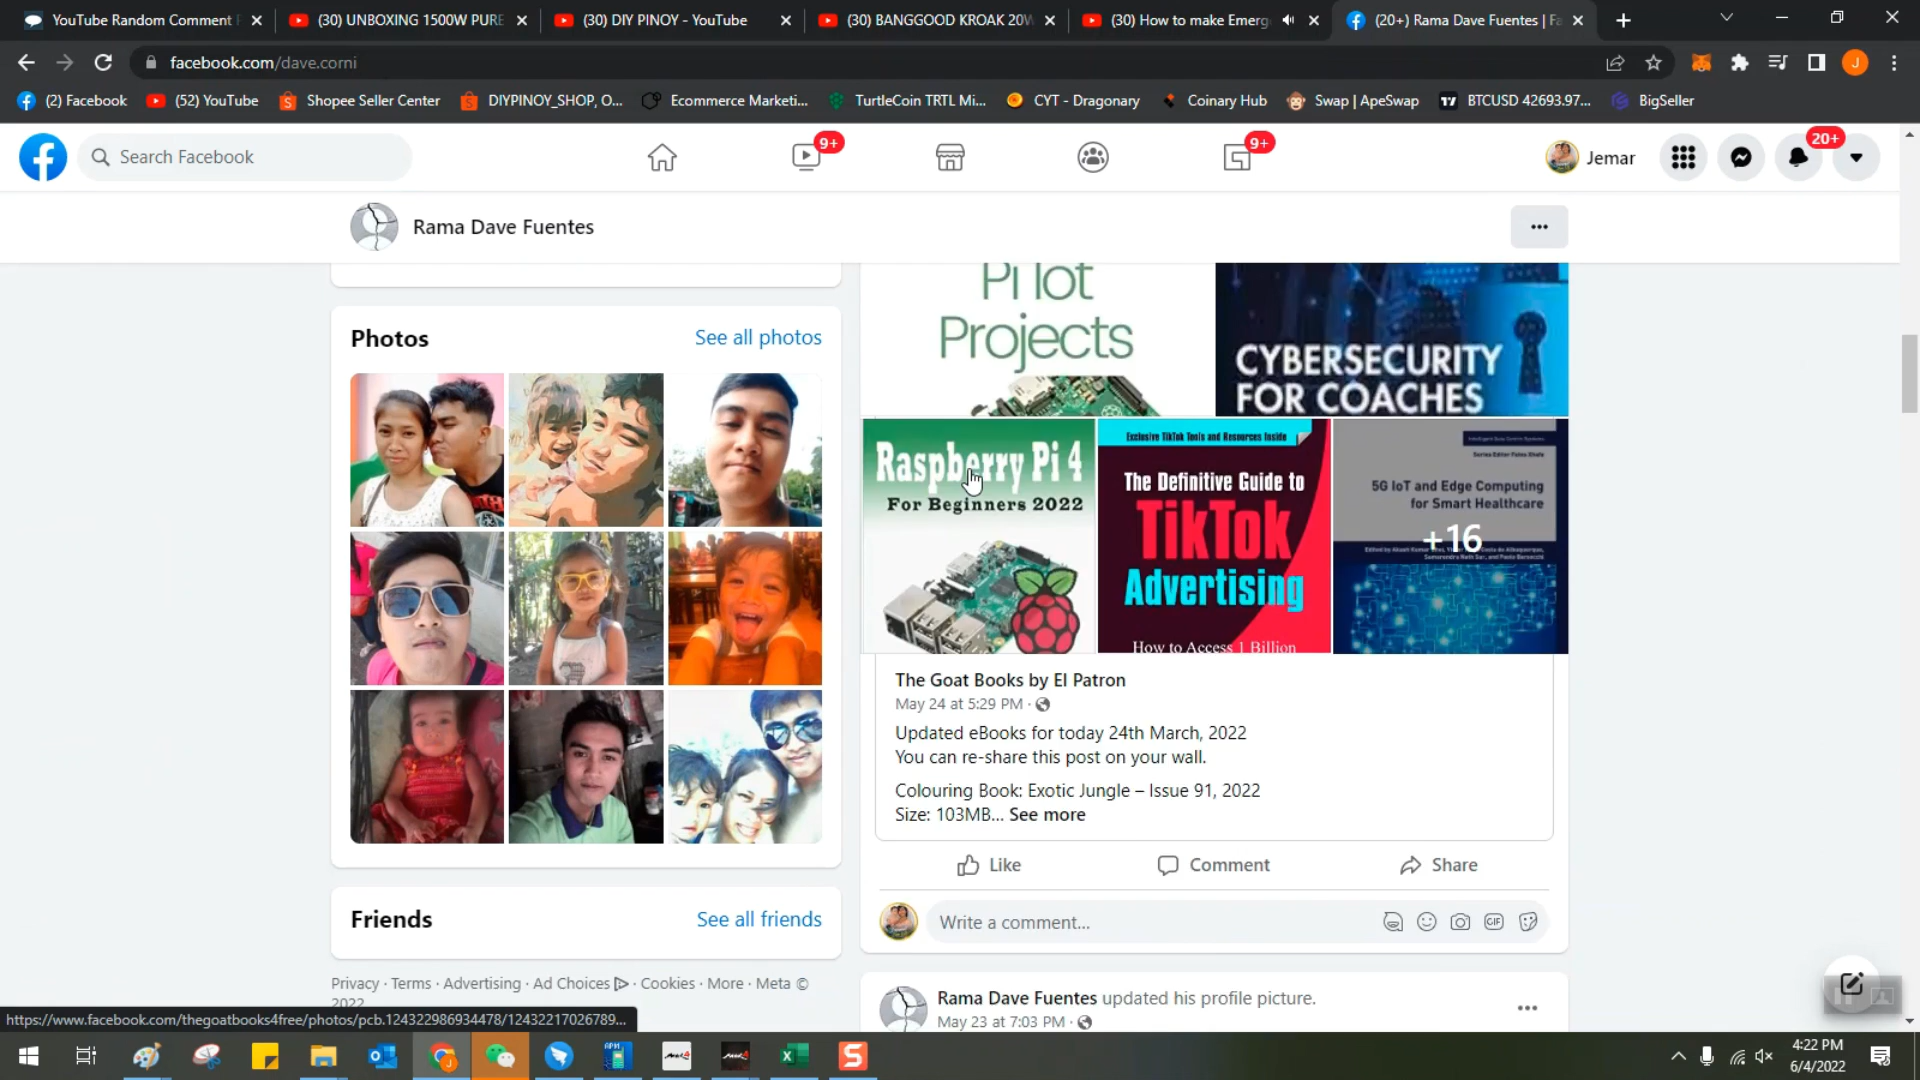 YouTube Random Comment P
(30) UNBOXING 1500W PURE
(30) DIY PINOY - YouTube
(30) BANGGOOD KROAK 20W
(30) How to make Emerg
(20+) Rama Dave Fuentes | Fa
facebook.com/dave.corni
J
(2) Facebook
(52) YouTube
Shopee Seller Center
DIYPINOY_SHOP, O...
Ecommerce Marketi...
TurtleCoin TRTL Mi...
CYT - Dragonary
Coinary Hub
Swap | ApeSwap
BTCUSD 42693.97...
BigSeller
Search Facebook
9+
9+
Jemar
20+
Rama Dave Fuentes
Photos
See all photos
Pi Iot
Projects
CYBERSECURITY
FOR COACHES
Raspberry Pi 4
For Beginners 2022
Exclusive TikTok Tools and Resources Inside
The Definitive Guide to
TikTok
Advertising
How to Access 1 Billion
5G IoT and Edge Computing
for Smart Healthcare
+16
The Goat Books by El Patron
May 24 at 5:29 PM ·
Updated eBooks for today 24th March, 2022
You can re-share this post on your wall.
Colouring Book: Exotic Jungle – Issue 91, 2022
Size: 103MB... See more
Like
Comment
Share
Write a comment...
GIF
Friends
See all friends
Privacy · Terms · Advertising · Ad Choices · Cookies · More · Meta ©
2022
Rama Dave Fuentes updated his profile picture.
May 23 at 7:03 PM ·
https://www.facebook.com/thegoatbooks4free/photos/pcb.124322986934478/12432217026789...
4:22 PM
6/4/2022